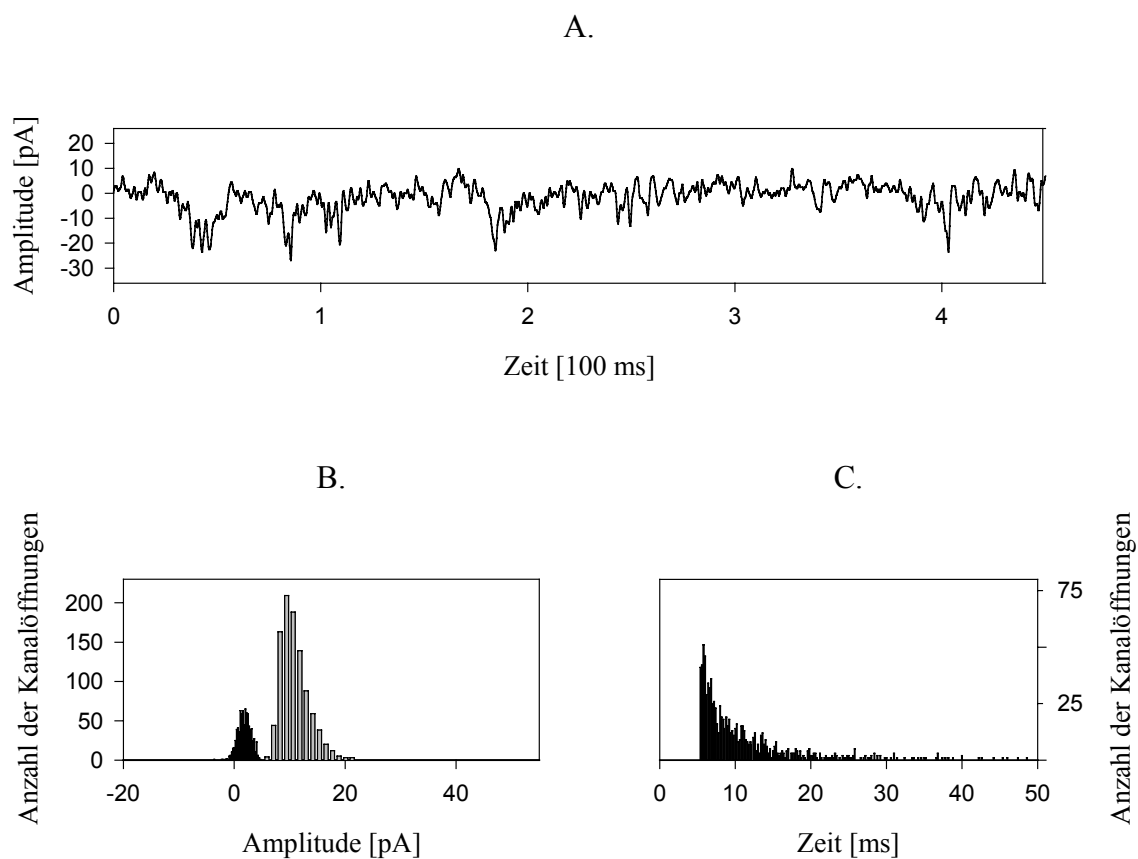 A.
Amplitude [pA]
20
10
0
-10
-20
-30
0 1 2 3 4
Zeit [100 ms]
B.
Anzahl der Kanalöffnungen
200
150
100
50
0
-20 0 20 40
Amplitude [pA]
C.
75
25
Anzahl der Kanalöffnungen
0 10 20 30 40 50
Zeit [ms]